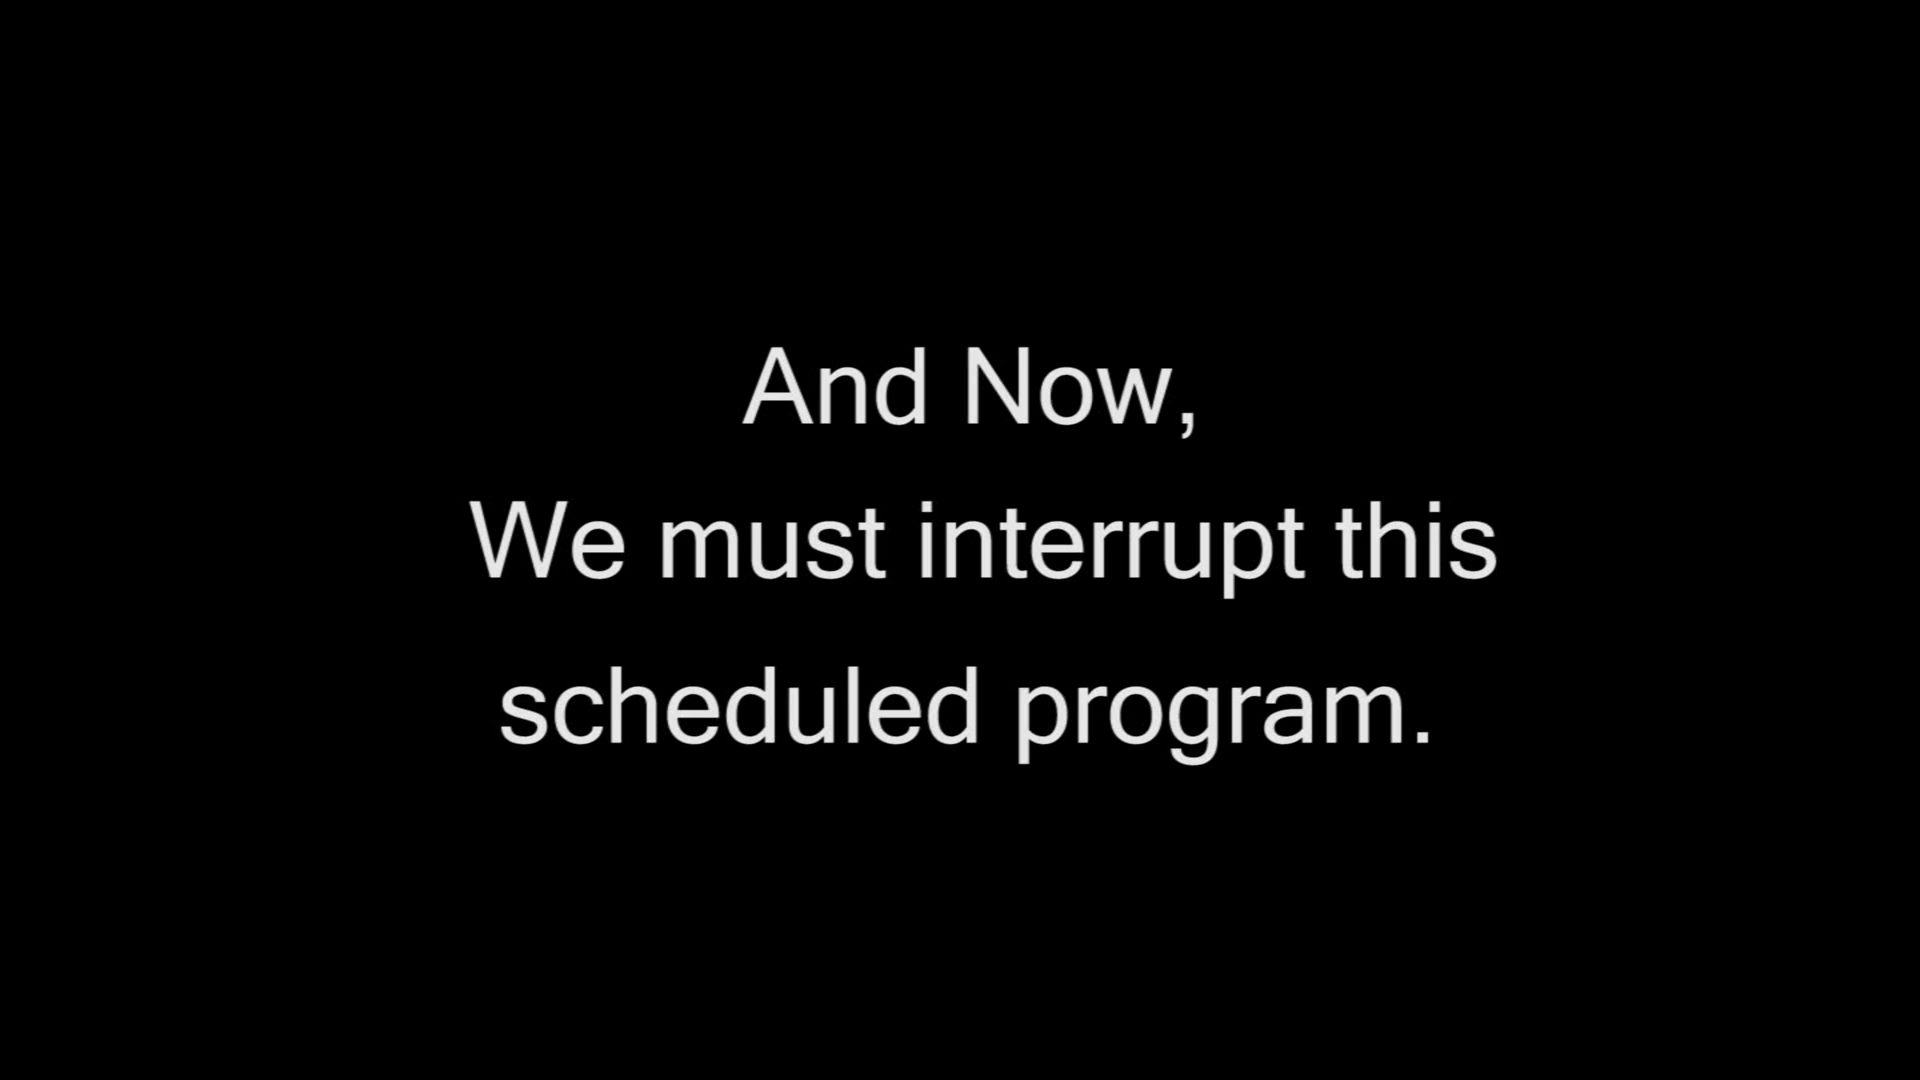 And Now,
We must interrupt this
scheduled program.